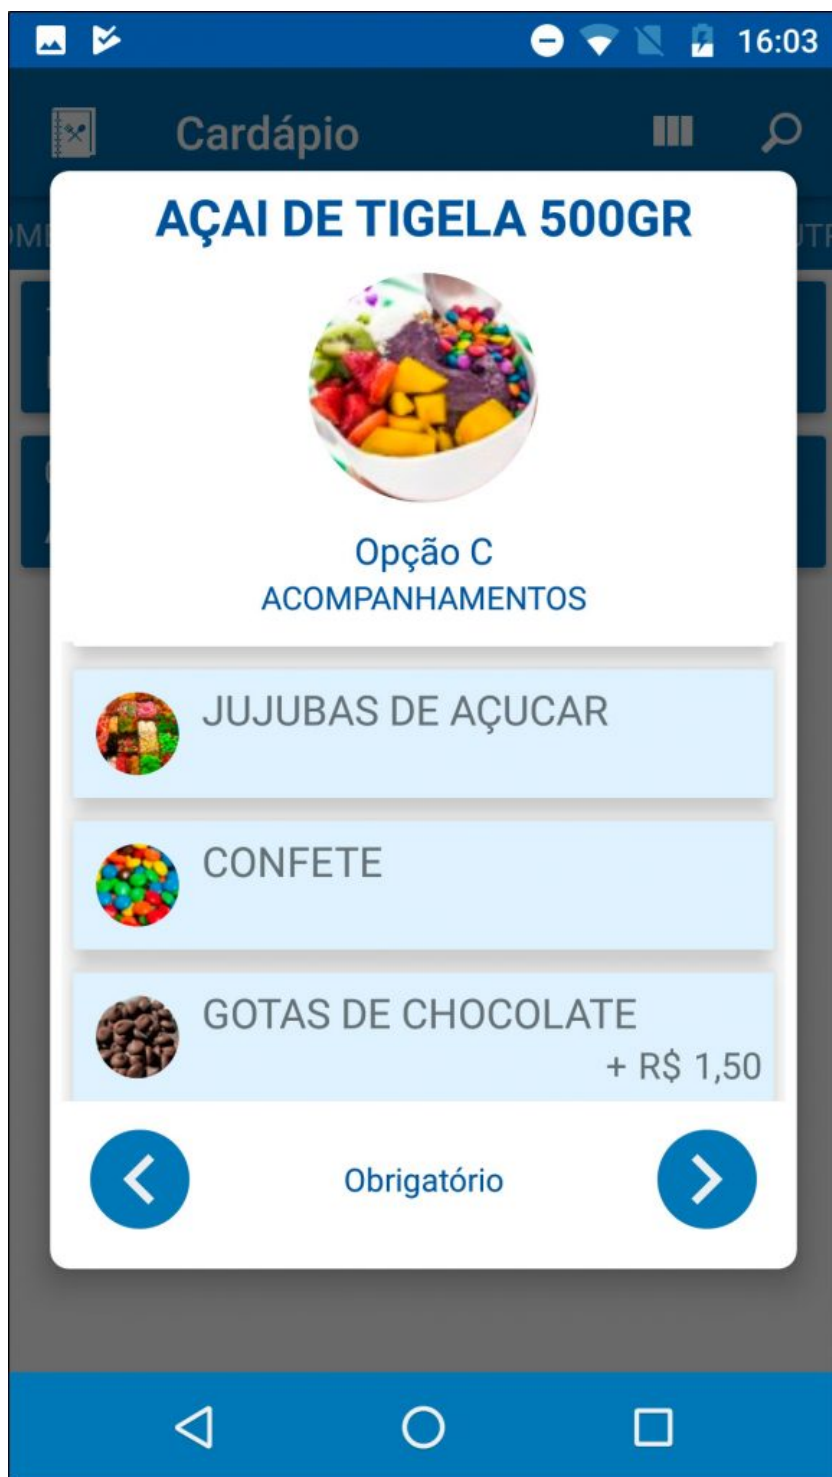 16:03
Cardápio
AÇAI DE TIGELA 500GR
Opção C
ACOMPANHAMENTOS
JUJUBAS DE AÇUCAR
CONFETE
GOTAS DE CHOCOLATE
+ R$ 1,50
Obrigatório